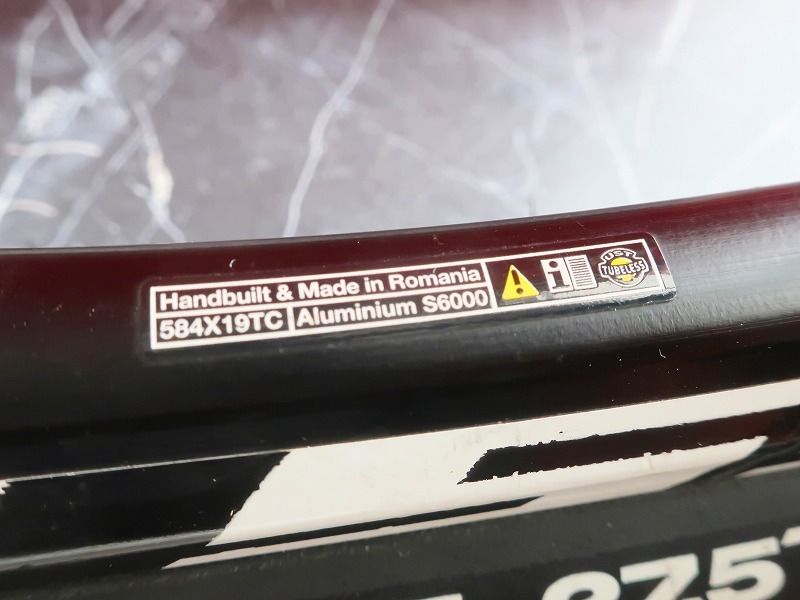 Handbuilt & Made in Romania
584X19TC Aluminium S6000
UST
TUBELESS